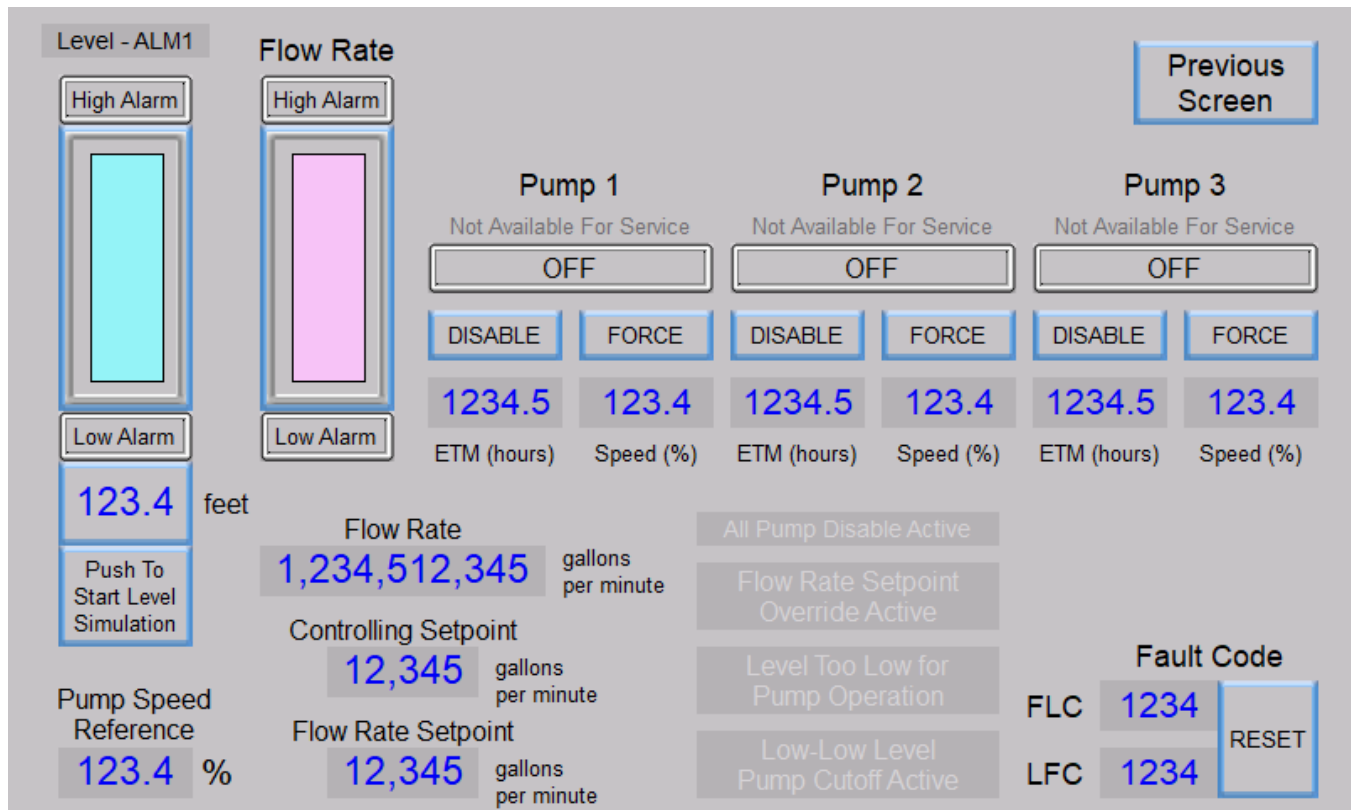 Level - ALM1
Flow Rate
High Alarm
High Alarm
Previous
Screen
Pump 1
Pump 2
Pump 3
Not Available For Service
Not Available For Service
Not Available For Service
OFF
OFF
OFF
DISABLE
FORCE
DISABLE
FORCE
DISABLE
FORCE
1234.5
123.4
1234.5
123.4
1234.5
123.4
ETM (hours)
Speed (%)
ETM (hours)
Speed (%)
ETM (hours)
Speed (%)
Low Alarm
Low Alarm
123.4 feet
Push To
Start Level
Simulation
Pump Speed
Reference
123.4 %
Flow Rate
1,234,512,345 gallons
per minute
Controlling Setpoint
12,345 gallons
per minute
Flow Rate Setpoint
12,345 gallons
per minute
All Pump Disable Active
Flow Rate Setpoint
Override Active
Level Too Low for
Pump Operation
Low-Low Level
Pump Cutoff Active
Fault Code
FLC 1234
LFC 1234
RESET